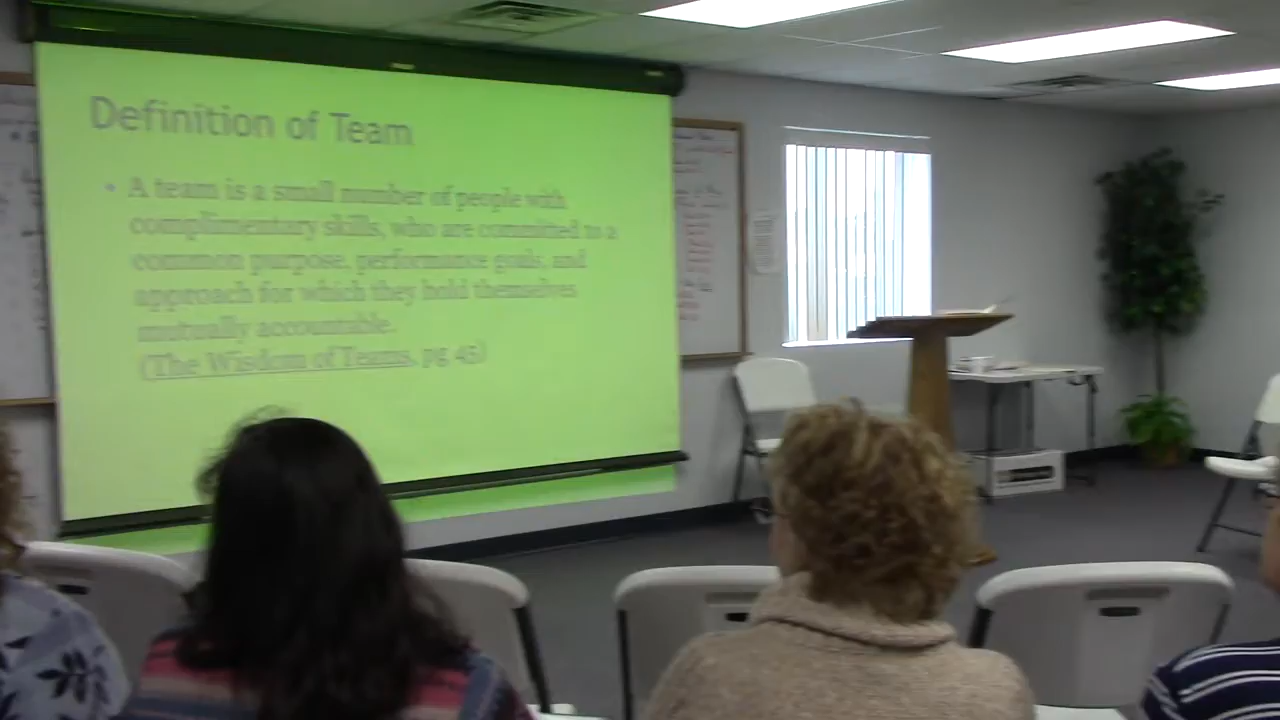 Definition of Team
• A team is a small number of people with
complimentary skills, who are committed to a
common purpose, performance goals, and
approach for which they hold themselves
mutually accountable.
(The Wisdom of Teams, pg 45)